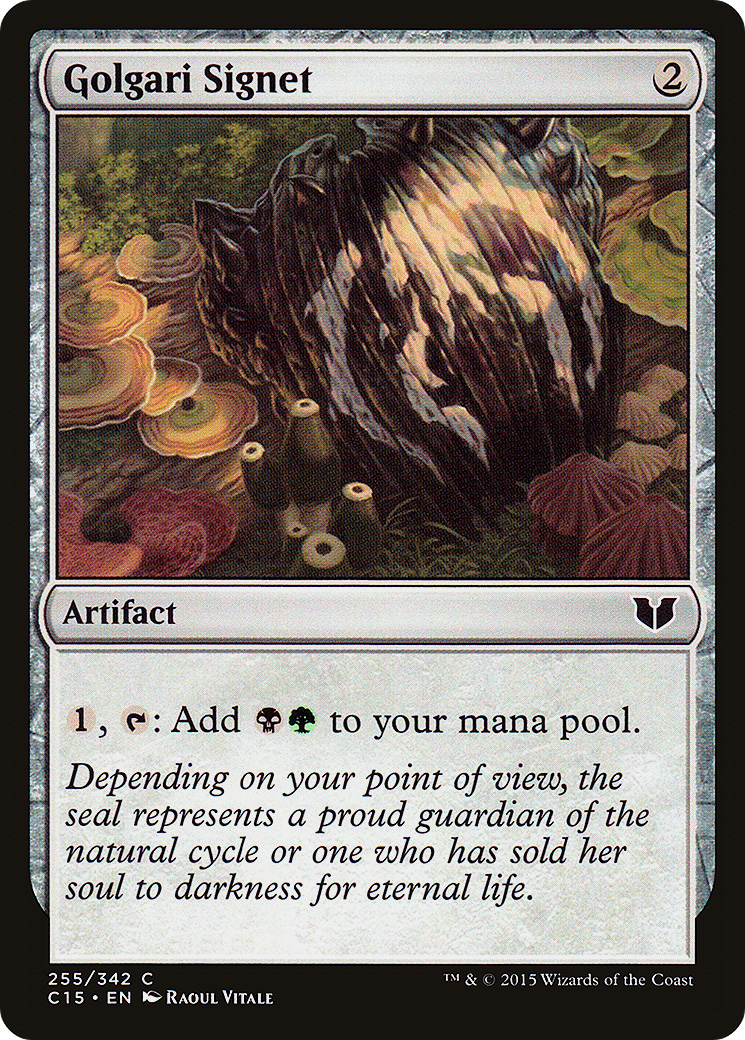 Golgari Signet 2
Artifact
1, : Add to your mana pool.
Depending on your point of view, the
seal represents a proud guardian of the
natural cycle or one who has sold her
soul to darkness for eternal life.
255/342 C
™ & © 2015 Wizards of the Coast
C15 • EN Raoul Vitale